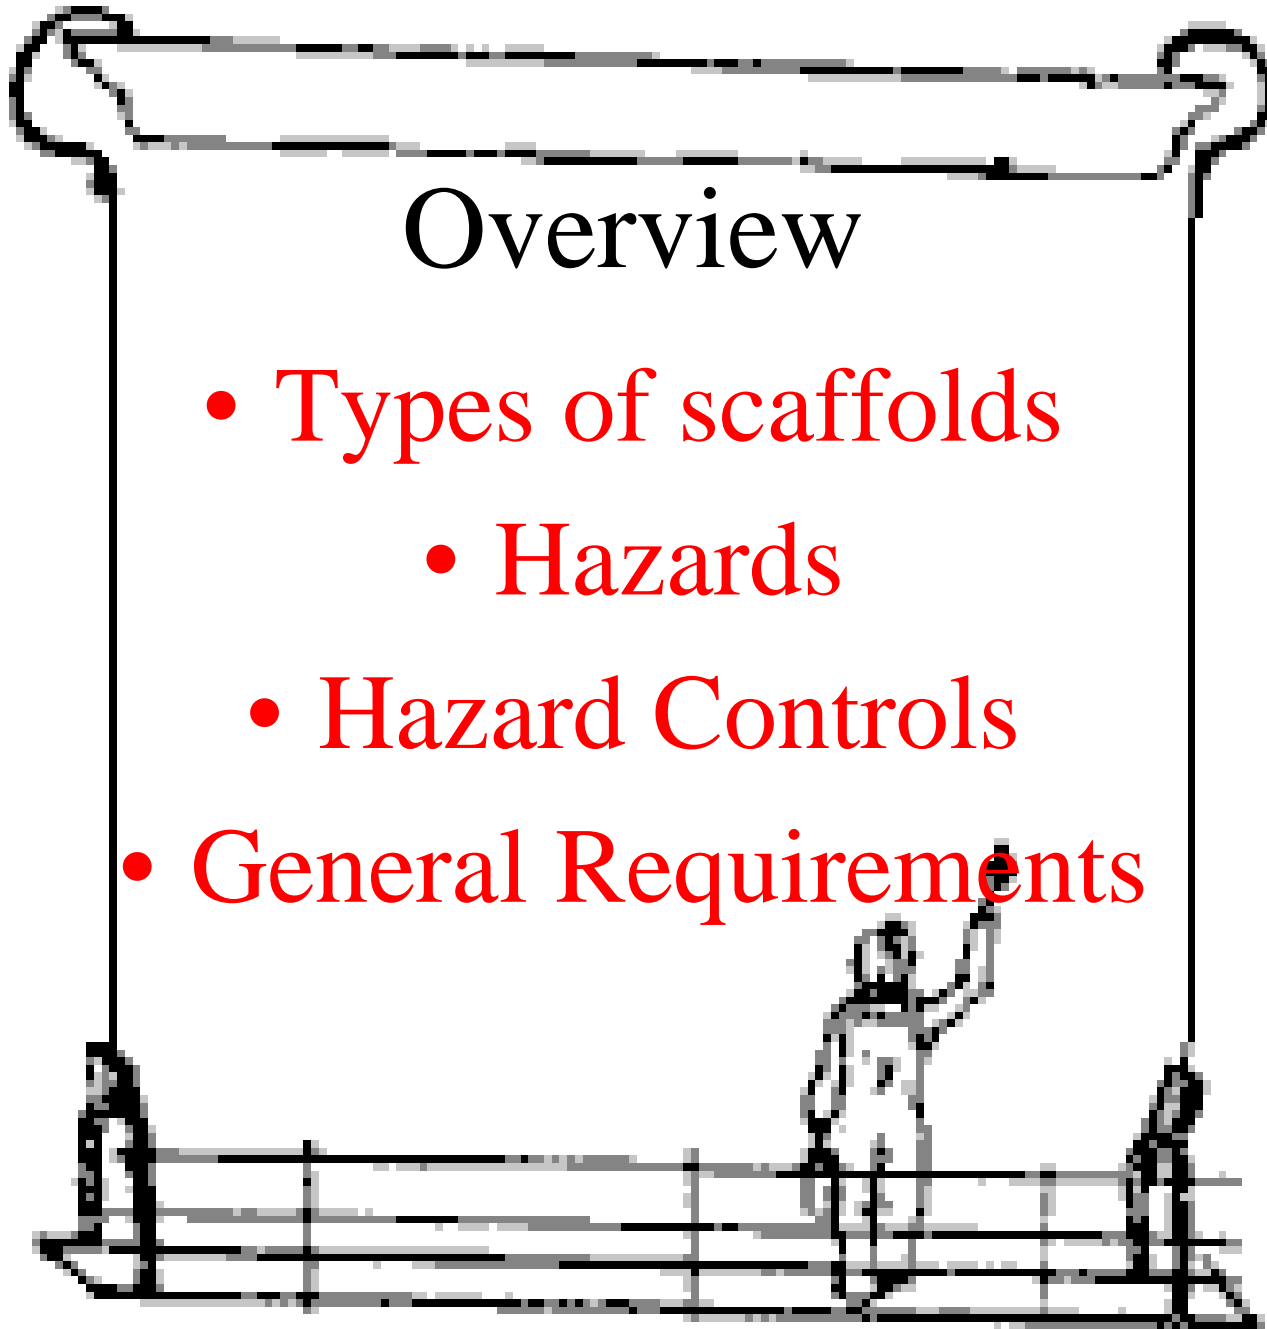 Overview
• Types of scaffolds
• Hazards
• Hazard Controls
• General Requirements